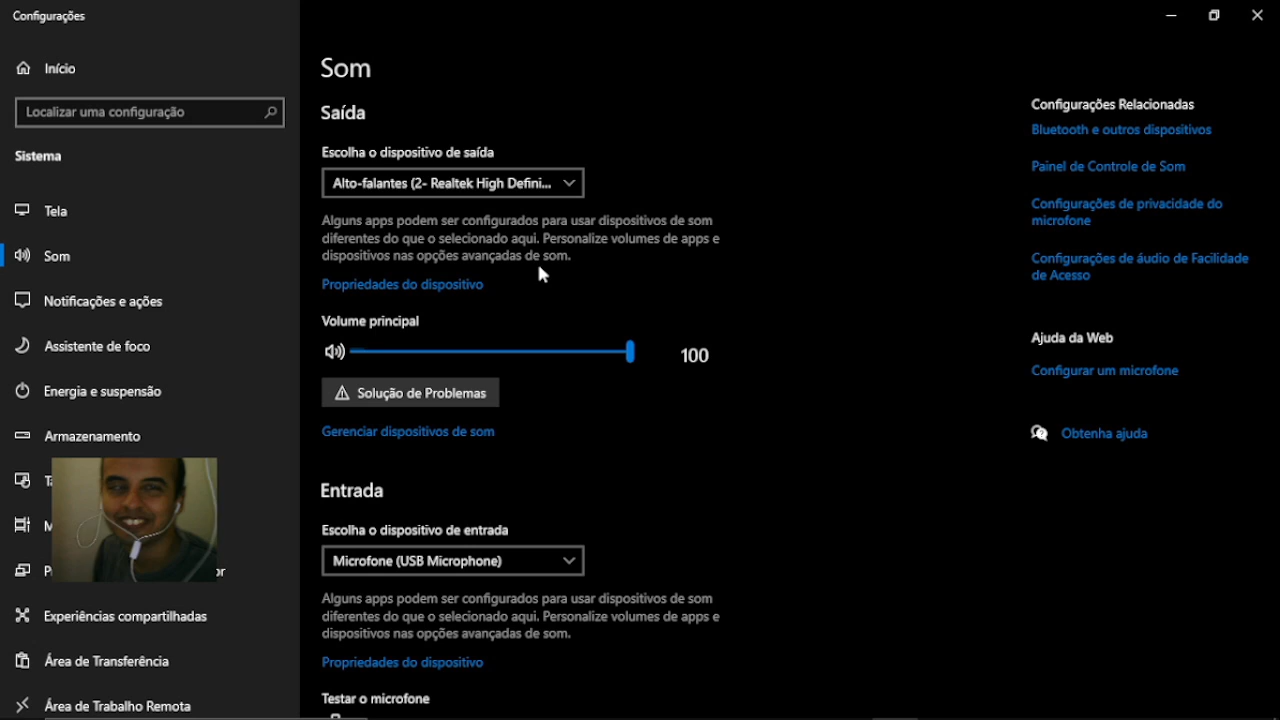 Configurações
Início
Localizar uma configuração
Sistema
Tela
Som
Notificações e ações
Assistente de foco
Energia e suspensão
Armazenamento
Experiências compartilhadas
Área de Transferência
Área de Trabalho Remota
Som
Saída
Escolha o dispositivo de saída
Alto-falantes (2- Realtek High Defini...
Alguns apps podem ser configurados para usar dispositivos de som
diferentes do que o selecionado aqui. Personalize volumes de apps e
dispositivos nas opções avançadas de som.
Propriedades do dispositivo
Volume principal
100
Solução de Problemas
Gerenciar dispositivos de som
Entrada
Escolha o dispositivo de entrada
Microfone (USB Microphone)
Alguns apps podem ser configurados para usar dispositivos de som
diferentes do que o selecionado aqui. Personalize volumes de apps e
dispositivos nas opções avançadas de som.
Propriedades do dispositivo
Testar o microfone
Configurações Relacionadas
Bluetooth e outros dispositivos
Painel de Controle de Som
Configurações de privacidade do
microfone
Configurações de áudio de Facilidade
de Acesso
Ajuda da Web
Configurar um microfone
Obtenha ajuda